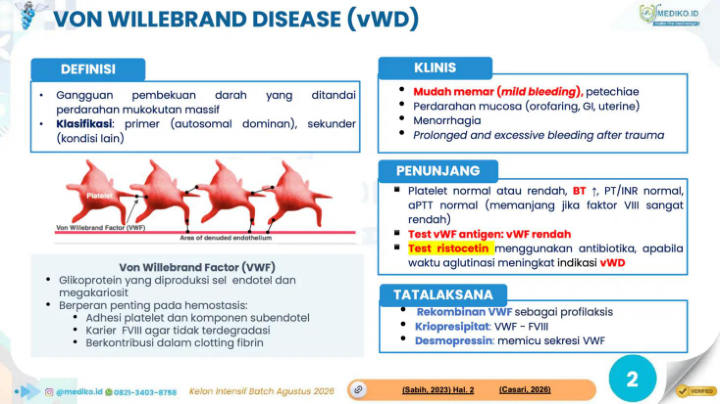 VON WILLEBRAND DISEASE (vWD)
MEDIKO.ID
DEFINISI
• Gangguan pembekuan darah yang ditandai
perdarahan mukokutan massif
• Klasifikasi: primer (autosomal dominan), sekunder
(kondisi lain)
Platelet
Von Willebrand Factor (VWF)
Area of denuded endothelium
Von Willebrand Factor (VWF)
• Glikoprotein yang diproduksi sel endotel dan
megakariosit
• Berperan penting pada hemostasis:
• Adhesi platelet dan komponen subendotel
• Karier FVIII agar tidak terdegradasi
• Berkontribusi dalam clotting fibrin
KLINIS
• Mudah memar (mild bleeding), petechiae
• Perdarahan mucosa (orofaring, GI, uterine)
• Menorrhagia
• Prolonged and excessive bleeding after trauma
PENUNJANG
▪ Platelet normal atau rendah, BT ↑, PT/INR normal,
aPTT normal (memanjang jika faktor VIII sangat
rendah)
▪ Test vWF antigen: vWF rendah
▪ Test ristocetin menggunakan antibiotika, apabila
waktu aglutinasi meningkat indikasi vWD
TATALAKSANA
• Rekombinan VWF sebagai profilaksis
• Kriopresipitat: VWF - FVIII
• Desmopressin: memicu sekresi VWF
@mediko.id 0821-3403-8758
Kelan Intensif Batch Agustus 2026
(Sabih, 2023) Hal. 2 (Casari, 2026)
2
VERIFIED